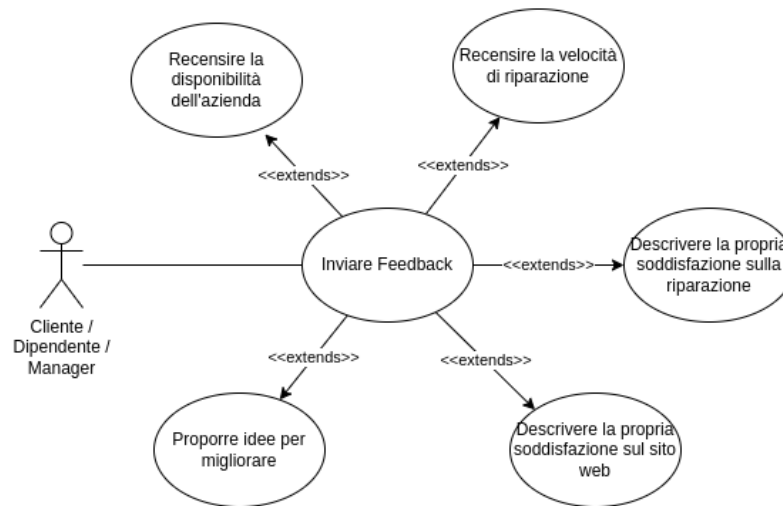 Recensire la
disponibilità
dell'azienda
Recensire la velocità
di riparazione
<<extends>>
<<extends>>
Inviare Feedback
<<extends>>
Descrivere la propria
soddisfazione sulla
riparazione
Cliente /
Dipendente /
Manager
<<extends>>
<<extends>>
Proporre idee per
migliorare
Descrivere la propria
soddisfazione sul sito
web